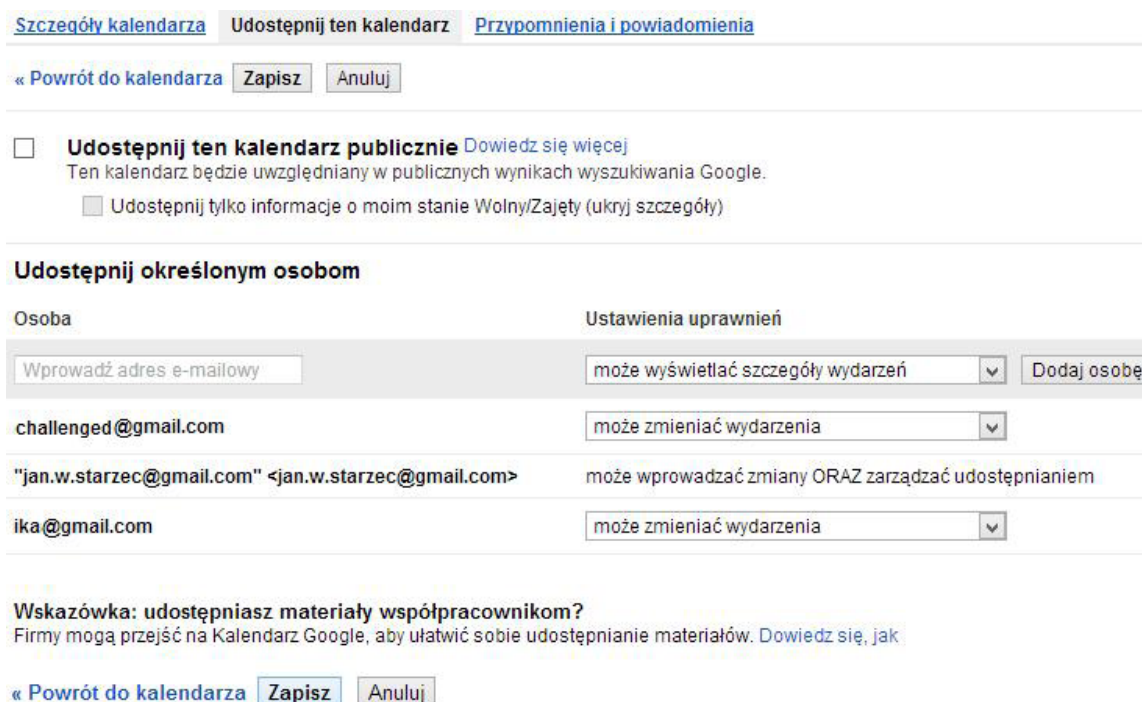 Szczegóły kalendarza Udostępnij ten kalendarz Przypomnienia i powiadomienia
« Powrót do kalendarza Zapisz Anuluj
Udostępnij ten kalendarz publicznie Dowiedz się więcej
Ten kalendarz będzie uwzględniany w publicznych wynikach wyszukiwania Google.
Udostępnij tylko informacje o moim stanie Wolny/Zajęty (ukryj szczegóły)
Udostępnij określonym osobom
Osoba Ustawienia uprawnień
Wprowadź adres e-mailowy może wyświetlać szczegóły wydarzeń Dodaj osobę
challenged@gmail.com może zmieniać wydarzenia
"jan.w.starzec@gmail.com" <jan.w.starzec@gmail.com> może wprowadzać zmiany ORAZ zarządzać udostępnianiem
ika@gmail.com może zmieniać wydarzenia
Wskazówka: udostępniasz materiały współpracownikom?
Firmy mogą przejść na Kalendarz Google, aby ułatwić sobie udostępnianie materiałów. Dowiedz się, jak
« Powrót do kalendarza Zapisz Anuluj